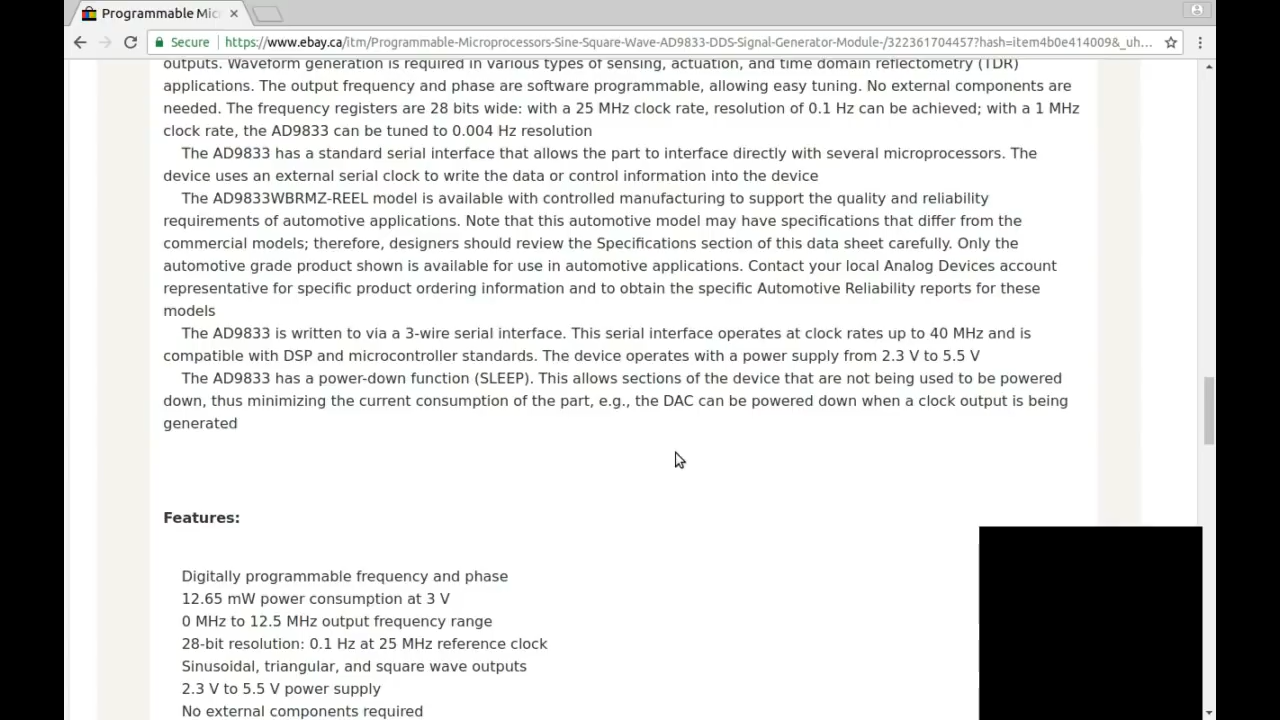 Programmable Mic
Secure
https://www.ebay.ca/itm/Programmable-Microprocessors-Sine-Square-Wave-AD9833-DDS-Signal-Generator-Module-/322361704457?hash=item4b0e414009&_uh...
outputs. Waveform generation is required in various types of sensing, actuation, and time domain reflectometry (TDR)
applications. The output frequency and phase are software programmable, allowing easy tuning. No external components are
needed. The frequency registers are 28 bits wide: with a 25 MHz clock rate, resolution of 0.1 Hz can be achieved; with a 1 MHz
clock rate, the AD9833 can be tuned to 0.004 Hz resolution
The AD9833 has a standard serial interface that allows the part to interface directly with several microprocessors. The
device uses an external serial clock to write the data or control information into the device
The AD9833WBRMZ-REEL model is available with controlled manufacturing to support the quality and reliability
requirements of automotive applications. Note that this automotive model may have specifications that differ from the
commercial models; therefore, designers should review the Specifications section of this data sheet carefully. Only the
automotive grade product shown is available for use in automotive applications. Contact your local Analog Devices account
representative for specific product ordering information and to obtain the specific Automotive Reliability reports for these
models
The AD9833 is written to via a 3-wire serial interface. This serial interface operates at clock rates up to 40 MHz and is
compatible with DSP and microcontroller standards. The device operates with a power supply from 2.3 V to 5.5 V
The AD9833 has a power-down function (SLEEP). This allows sections of the device that are not being used to be powered
down, thus minimizing the current consumption of the part, e.g., the DAC can be powered down when a clock output is being
generated
Features:
Digitally programmable frequency and phase
12.65 mW power consumption at 3 V
0 MHz to 12.5 MHz output frequency range
28-bit resolution: 0.1 Hz at 25 MHz reference clock
Sinusoidal, triangular, and square wave outputs
2.3 V to 5.5 V power supply
No external components required